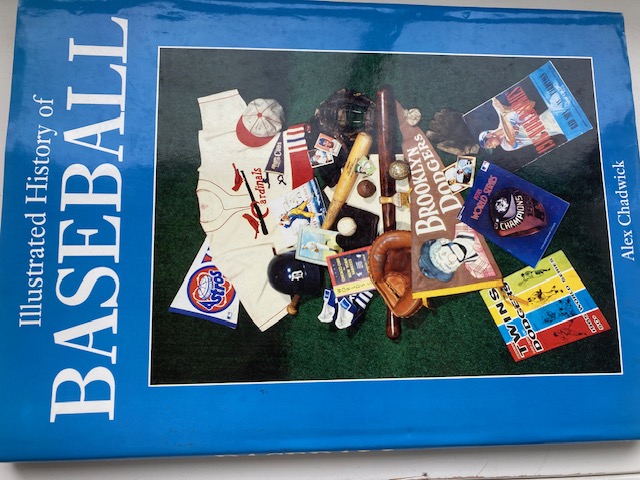 Illustrated History of
BASEBALL
Cardinals
Astros
BROOKLYN
DODGERS
WORLD SERIES
CHAMPIONS
TWINS
DODGERS
Alex Chadwick